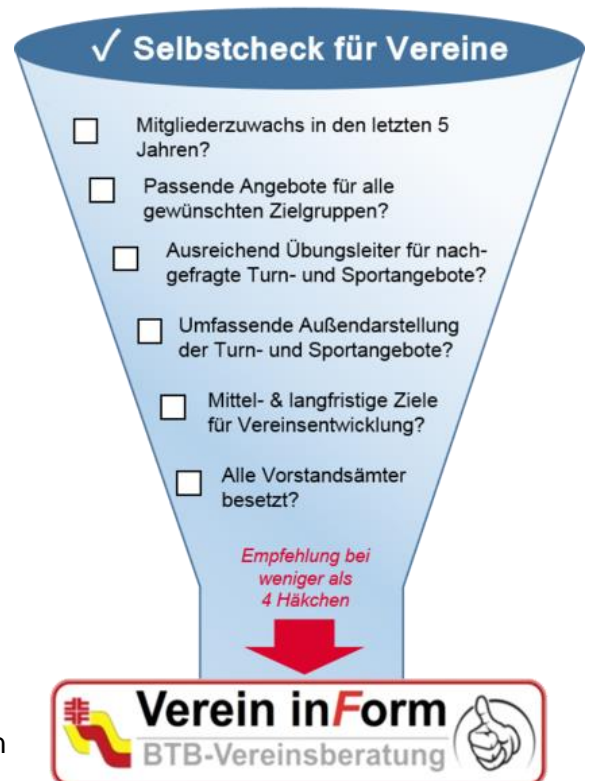 ✓ Selbstcheck für Vereine
Mitgliederzuwachs in den letzten 5
Jahren?
Passende Angebote für alle
gewünschten Zielgruppen?
Ausreichend Übungsleiter für nach-
gefragte Turn- und Sportangebote?
Umfassende Außendarstellung
der Turn- und Sportangebote?
Mittel- & langfristige Ziele
für Vereinsentwicklung?
Alle Vorstandsämter
besetzt?
Empfehlung bei
weniger als
4 Häkchen
Verein inForm
BTB-Vereinsberatung
n